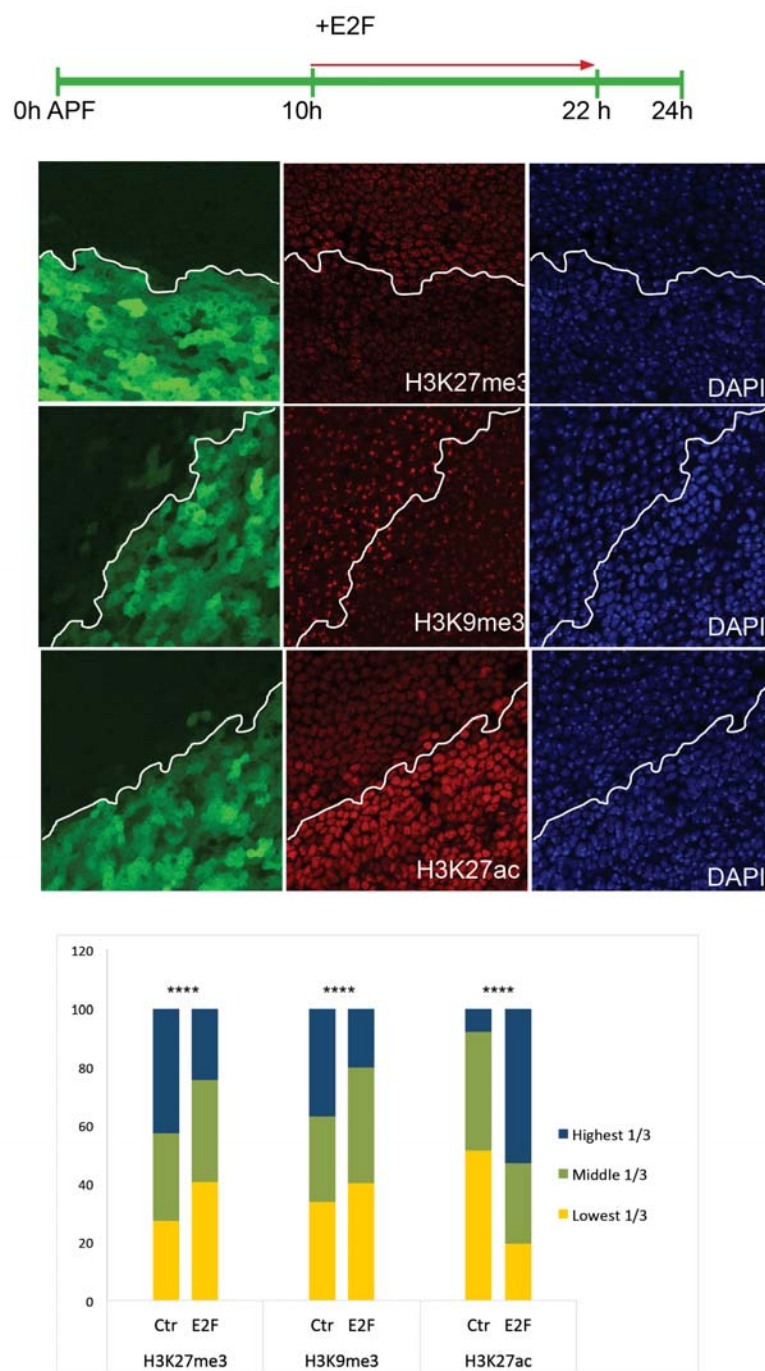 +E2F
0h APF 10h 22 h 24h
H3K27me3 DAPI
H3K9me3 DAPI
H3K27ac DAPI
120
100
80
60
40
20
0
**** **** ****
Highest 1/3
Middle 1/3
Lowest 1/3
Ctr E2F Ctr E2F Ctr E2F
H3K27me3 H3K9me3 H3K27ac